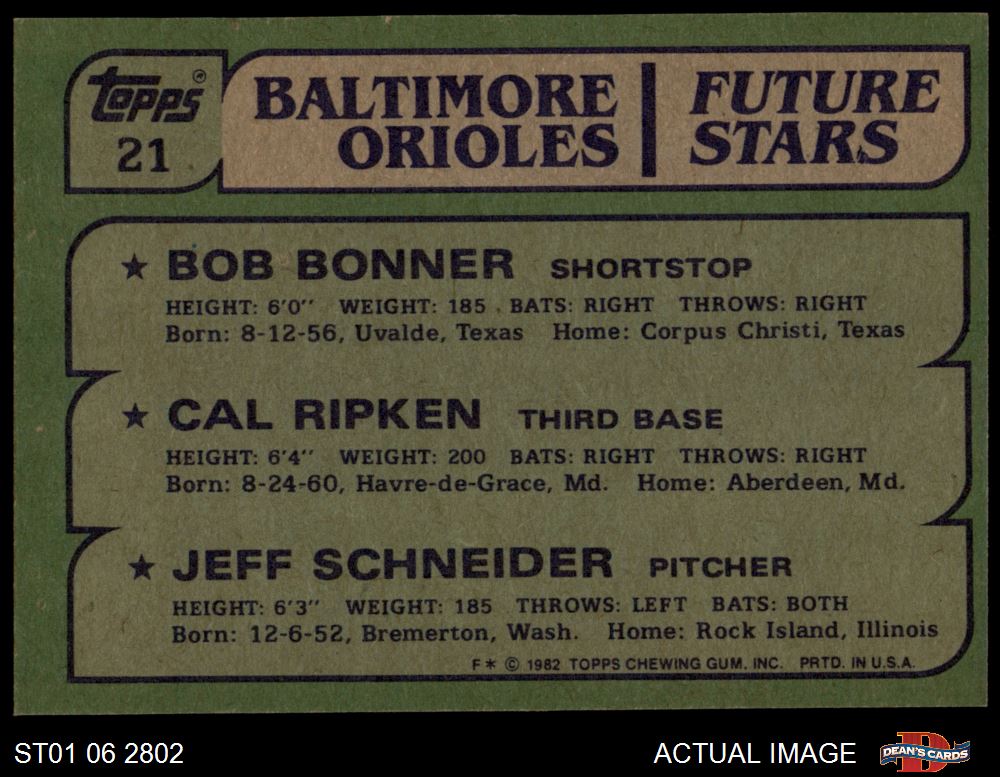 Topps®
21
BALTIMORE
ORIOLES
FUTURE
STARS
★ BOB BONNER SHORTSTOP
HEIGHT: 6'0" WEIGHT: 185 BATS: RIGHT THROWS: RIGHT
Born: 8-12-56, Uvalde, Texas Home: Corpus Christi, Texas
★ CAL RIPKEN THIRD BASE
HEIGHT: 6'4" WEIGHT: 200 BATS: RIGHT THROWS: RIGHT
Born: 8-24-60, Havre-de-Grace, Md. Home: Aberdeen, Md.
★ JEFF SCHNEIDER PITCHER
HEIGHT: 6'3" WEIGHT: 185 THROWS: LEFT BATS: BOTH
Born: 12-6-52, Bremerton, Wash. Home: Rock Island, Illinois
F* © 1982 TOPPS CHEWING GUM. INC. PRTD. IN U.S.A.
ST01 06 2802
ACTUAL IMAGE
D
DEAN'S CARDS